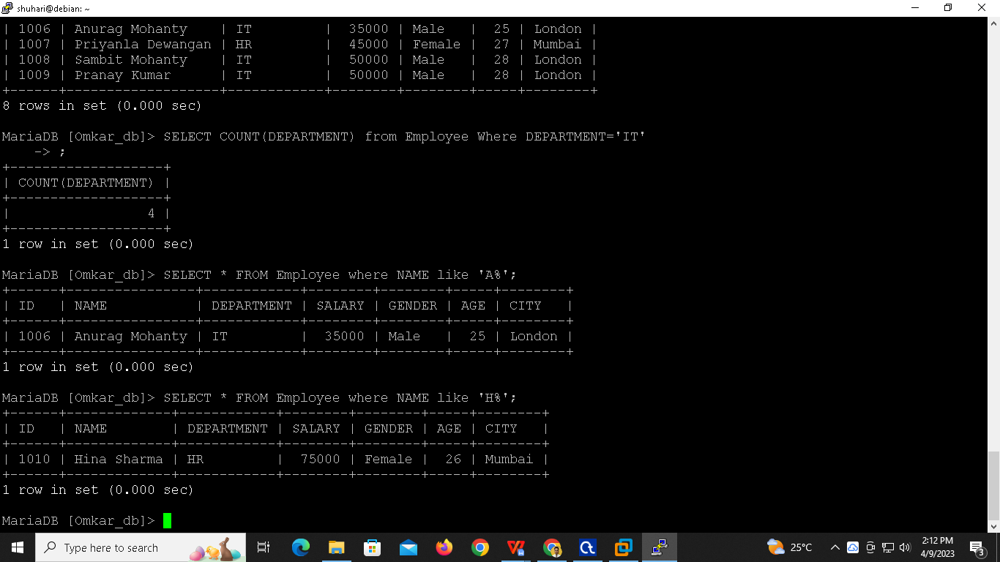 shuhari@debian: ~
| 1006 | Anurag Mohanty    | IT         |  35000 | Male   |  25 | London |
| 1007 | Priyanla Dewangan | HR         |  45000 | Female |  27 | Mumbai |
| 1008 | Sambit Mohanty    | IT         |  50000 | Male   |  28 | London |
| 1009 | Pranay Kumar      | IT         |  50000 | Male   |  28 | London |
+------+-------------------+------------+--------+--------+-----+--------+
8 rows in set (0.000 sec)
MariaDB [Omkar_db]> SELECT COUNT(DEPARTMENT) from Employee Where DEPARTMENT='IT'
    -> ;
+-------------------+
| COUNT(DEPARTMENT) |
+-------------------+
|                 4 |
+-------------------+
1 row in set (0.000 sec)
MariaDB [Omkar_db]> SELECT * FROM Employee where NAME like 'A%';
+------+----------------+------------+--------+--------+-----+--------+
| ID   | NAME           | DEPARTMENT | SALARY | GENDER | AGE | CITY   |
+------+----------------+------------+--------+--------+-----+--------+
| 1006 | Anurag Mohanty | IT         |  35000 | Male   |  25 | London |
+------+----------------+------------+--------+--------+-----+--------+
1 row in set (0.000 sec)
MariaDB [Omkar_db]> SELECT * FROM Employee where NAME like 'H%';
+------+-------------+------------+--------+--------+-----+--------+
| ID   | NAME        | DEPARTMENT | SALARY | GENDER | AGE | CITY   |
+------+-------------+------------+--------+--------+-----+--------+
| 1010 | Hina Sharma | HR         |  75000 | Female |  26 | Mumbai |
+------+-------------+------------+--------+--------+-----+--------+
1 row in set (0.000 sec)
MariaDB [Omkar_db]>
Type here to search
25°C
2:12 PM
4/9/2023
3